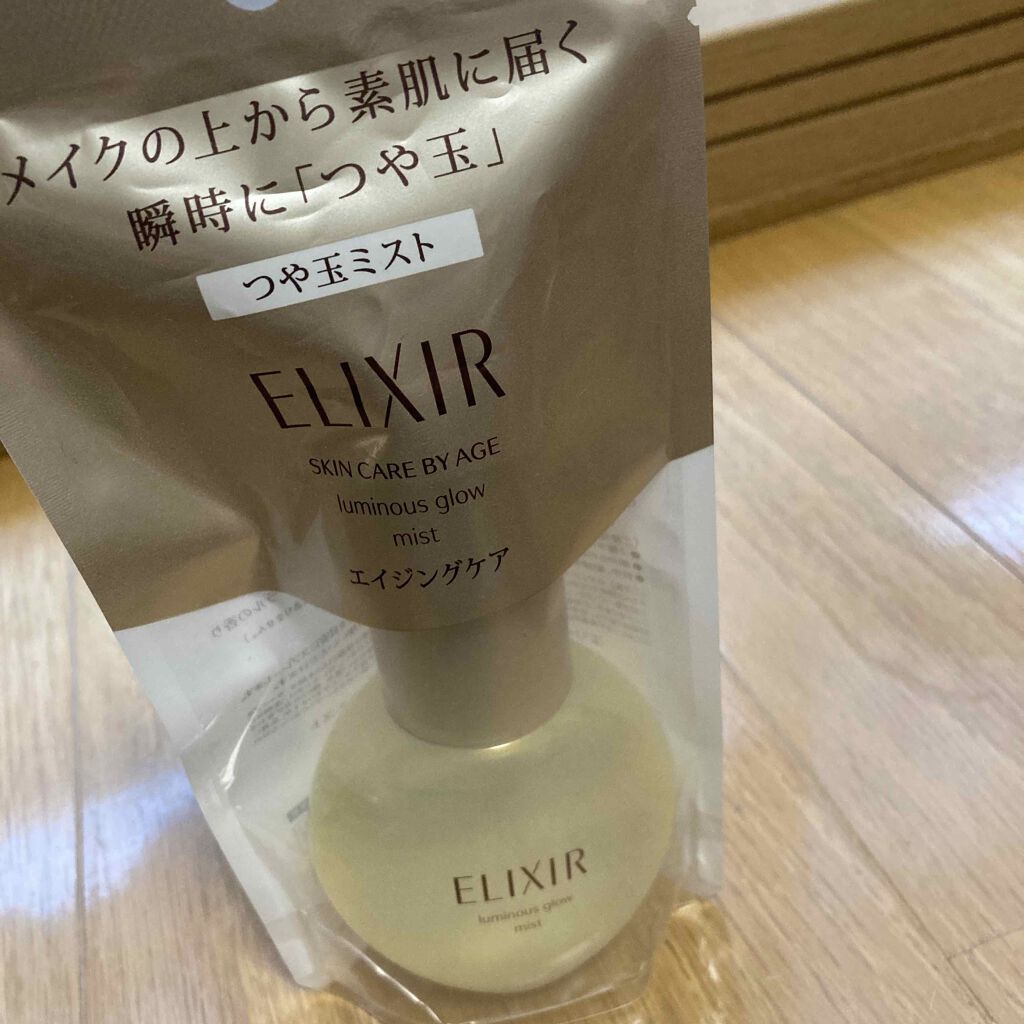 メイクの上から素肌に届く
瞬時に「つや玉」
つや玉ミスト
ELIXIR
SKIN CARE BY AGE
luminous glow
mist
エイジングケア
ELIXIR
luminous glow
mist